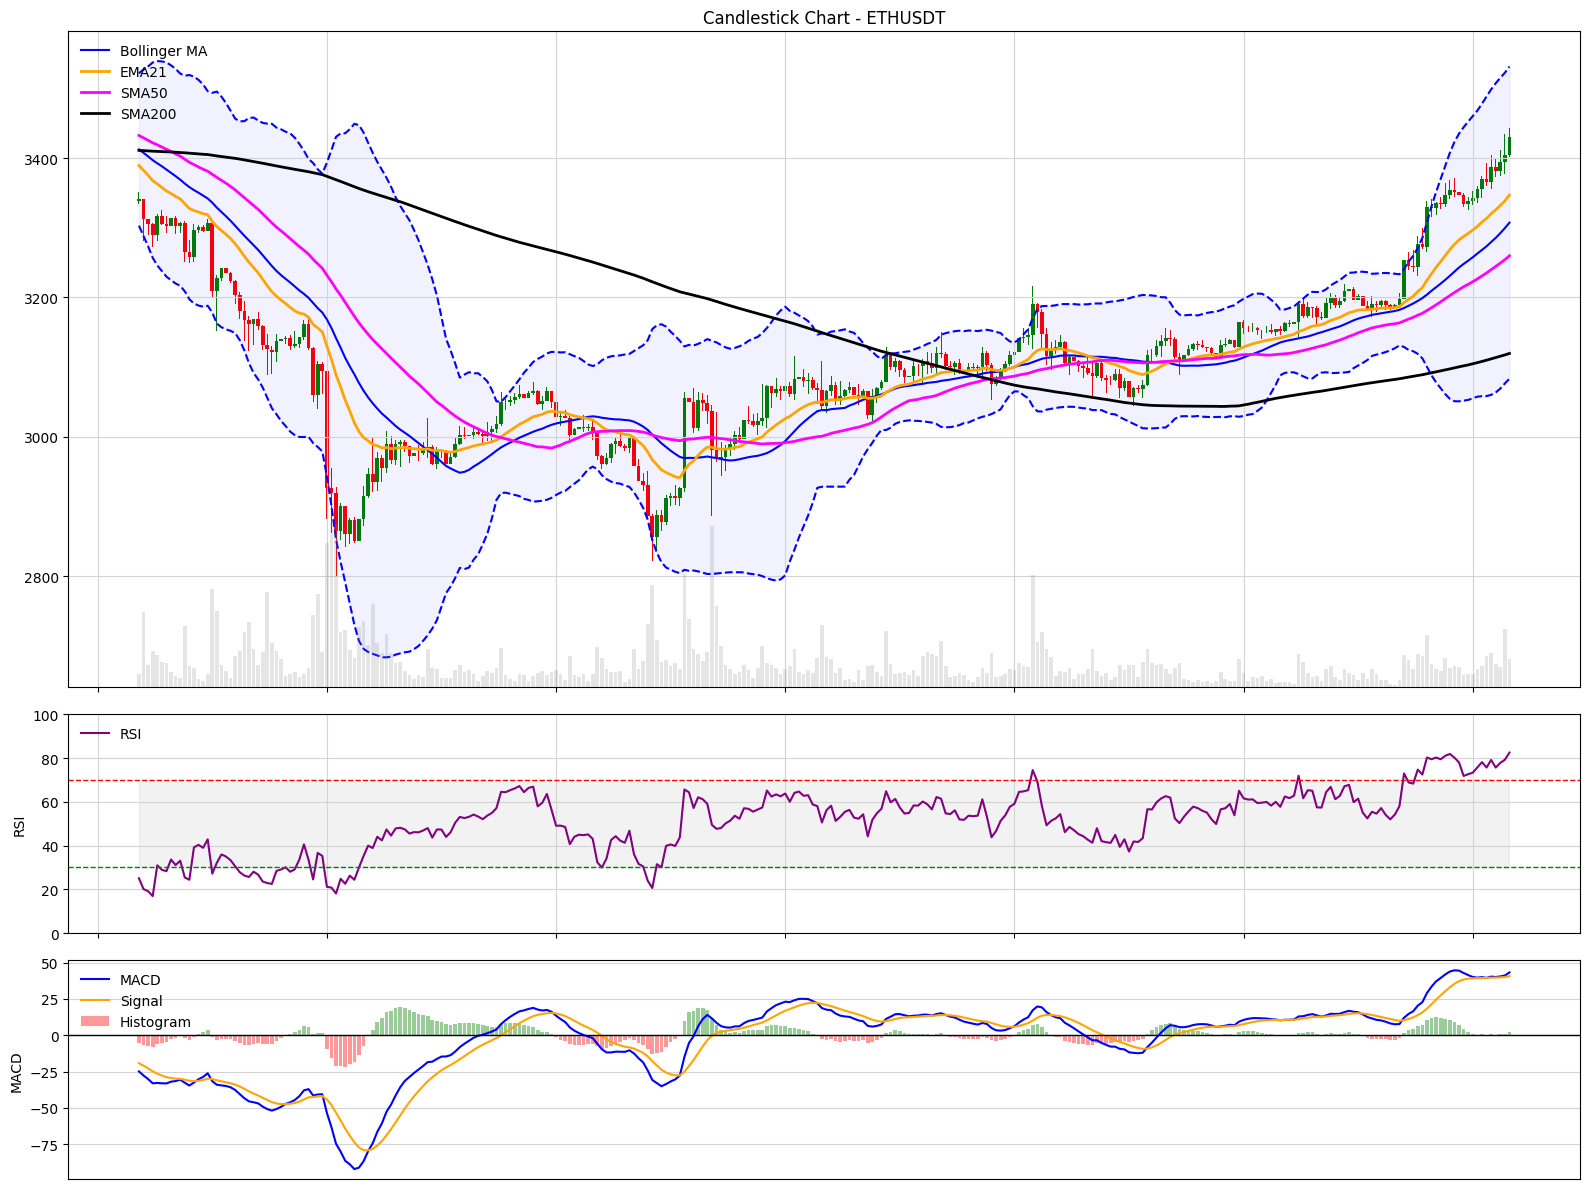 Candlestick Chart - ETHUSDT
Bollinger MA
EMA21
SMA50
SMA200
3400
3200
3000
2800
RSI
100
80
60
40
20
0
RSI
MACD
Signal
Histogram
50
25
0
−25
−50
−75
MACD